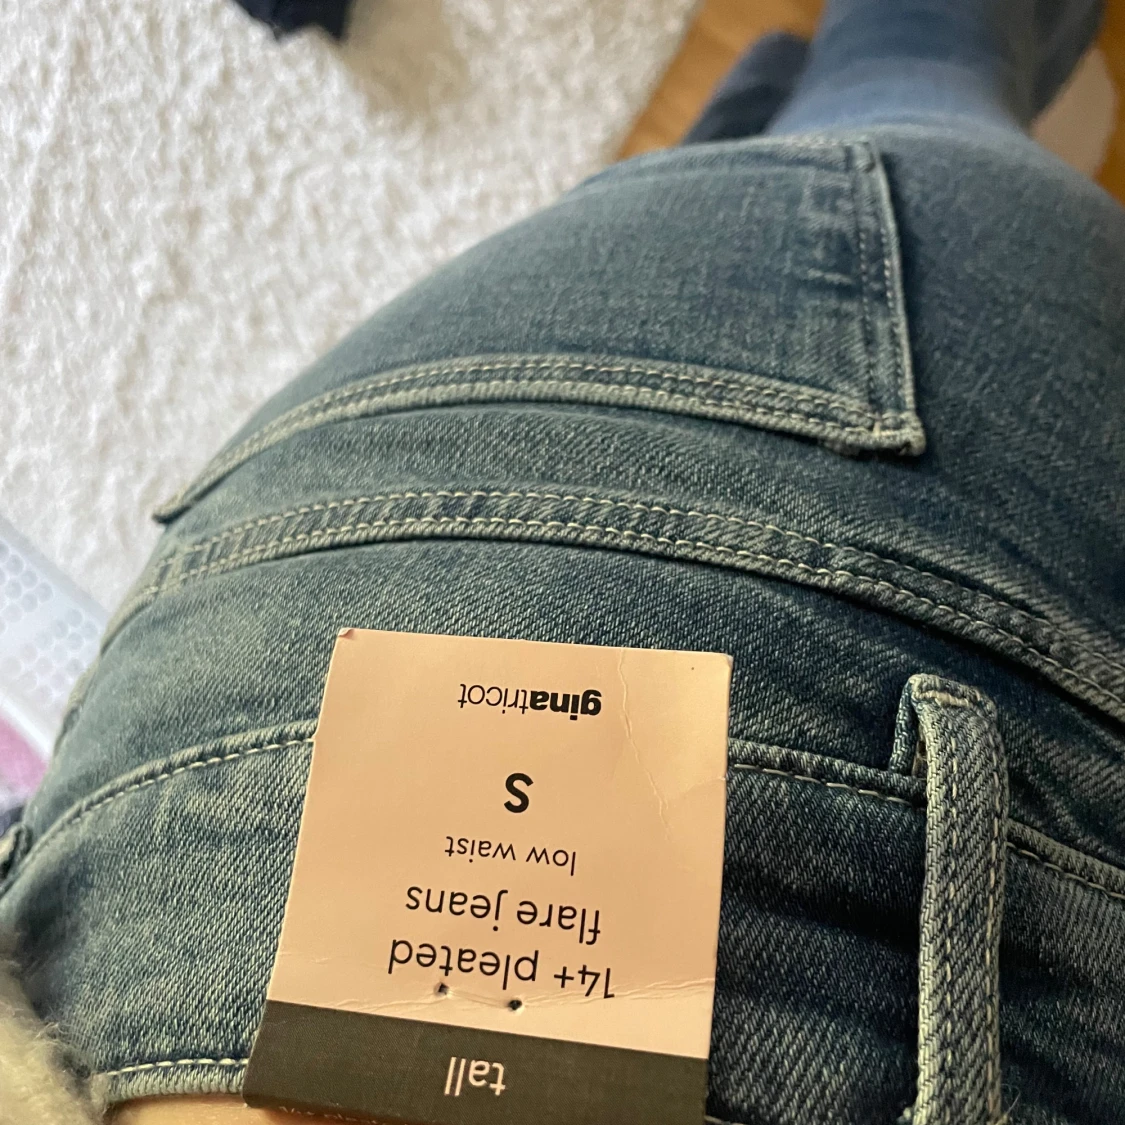 tall
14+ pleated
flare jeans
low waist
S
ginatricot